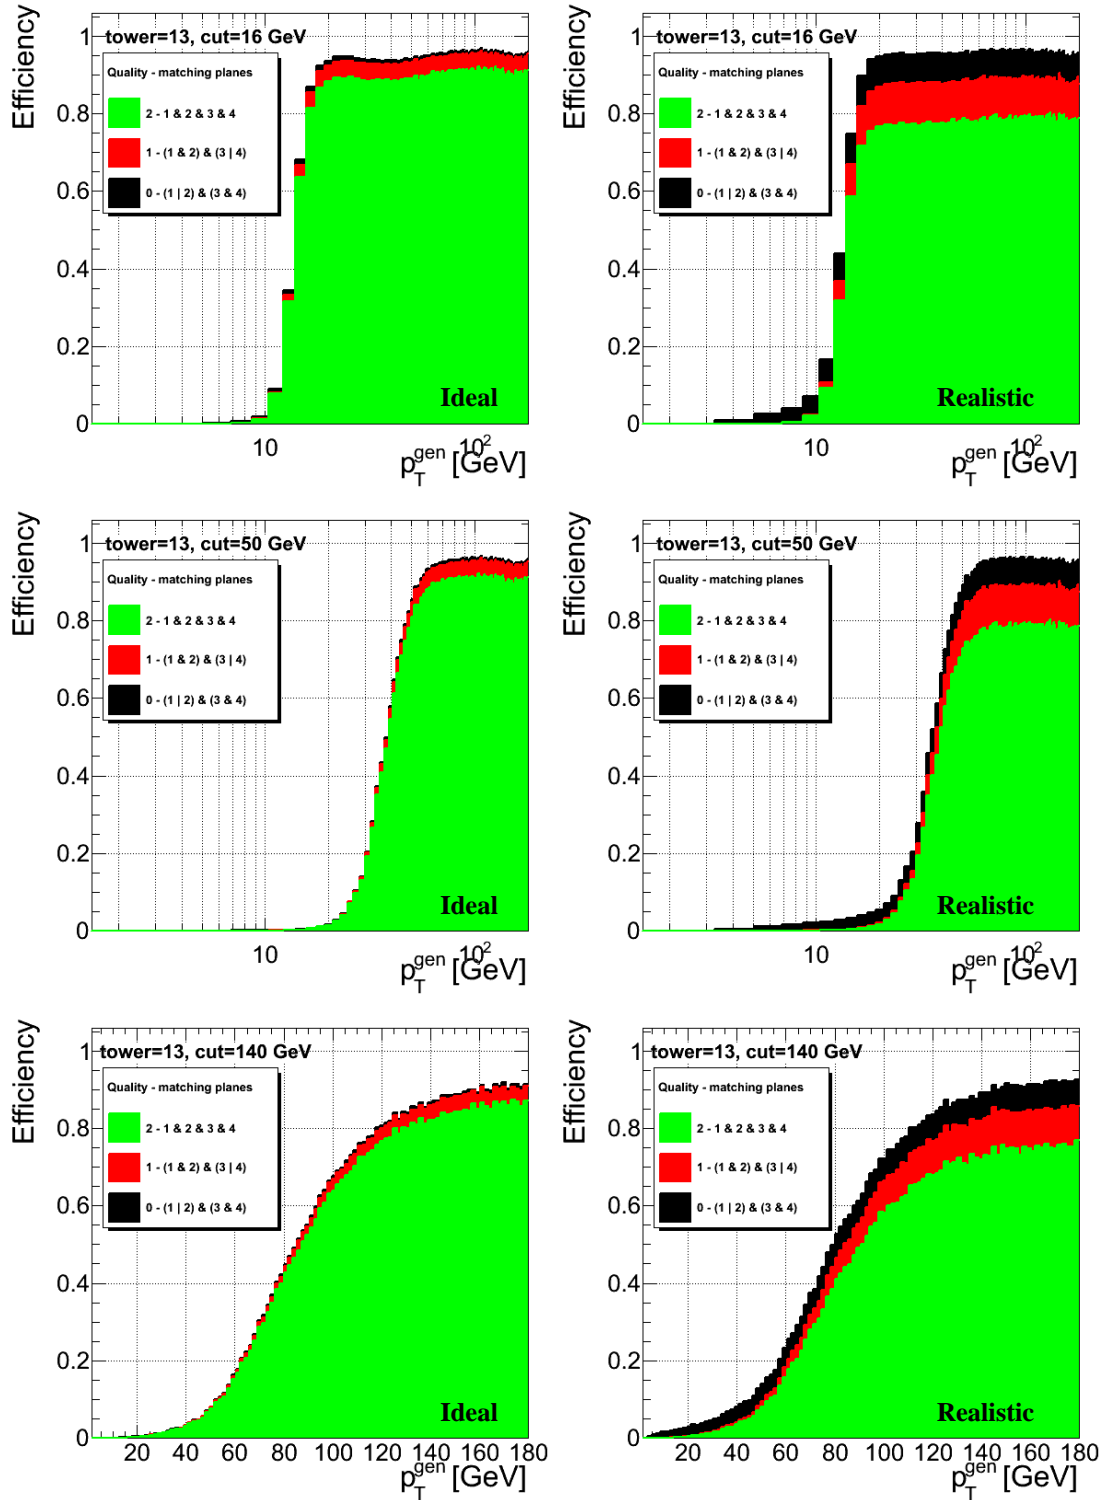 Efficiency
tower=13, cut=16 GeV
Quality - matching planes
2 - 1 & 2 & 3 & 4
1 - (1 & 2) & (3 | 4)
0 - (1 | 2) & (3 & 4)
1
0.8
0.6
0.4
0.2
0
Ideal
10
10^2
p_T^gen [GeV]
Efficiency
tower=13, cut=16 GeV
Quality - matching planes
2 - 1 & 2 & 3 & 4
1 - (1 & 2) & (3 | 4)
0 - (1 | 2) & (3 & 4)
1
0.8
0.6
0.4
0.2
0
Realistic
10
10^2
p_T^gen [GeV]
Efficiency
tower=13, cut=50 GeV
Quality - matching planes
2 - 1 & 2 & 3 & 4
1 - (1 & 2) & (3 | 4)
0 - (1 | 2) & (3 & 4)
1
0.8
0.6
0.4
0.2
0
Ideal
10
10^2
p_T^gen [GeV]
Efficiency
tower=13, cut=50 GeV
Quality - matching planes
2 - 1 & 2 & 3 & 4
1 - (1 & 2) & (3 | 4)
0 - (1 | 2) & (3 & 4)
1
0.8
0.6
0.4
0.2
0
Realistic
10
10^2
p_T^gen [GeV]
Efficiency
tower=13, cut=140 GeV
Quality - matching planes
2 - 1 & 2 & 3 & 4
1 - (1 & 2) & (3 | 4)
0 - (1 | 2) & (3 & 4)
1
0.8
0.6
0.4
0.2
0
Ideal
20 40 60 80 100 120 140 160 180
p_T^gen [GeV]
Efficiency
tower=13, cut=140 GeV
Quality - matching planes
2 - 1 & 2 & 3 & 4
1 - (1 & 2) & (3 | 4)
0 - (1 | 2) & (3 & 4)
1
0.8
0.6
0.4
0.2
0
Realistic
20 40 60 80 100 120 140 160 180
p_T^gen [GeV]